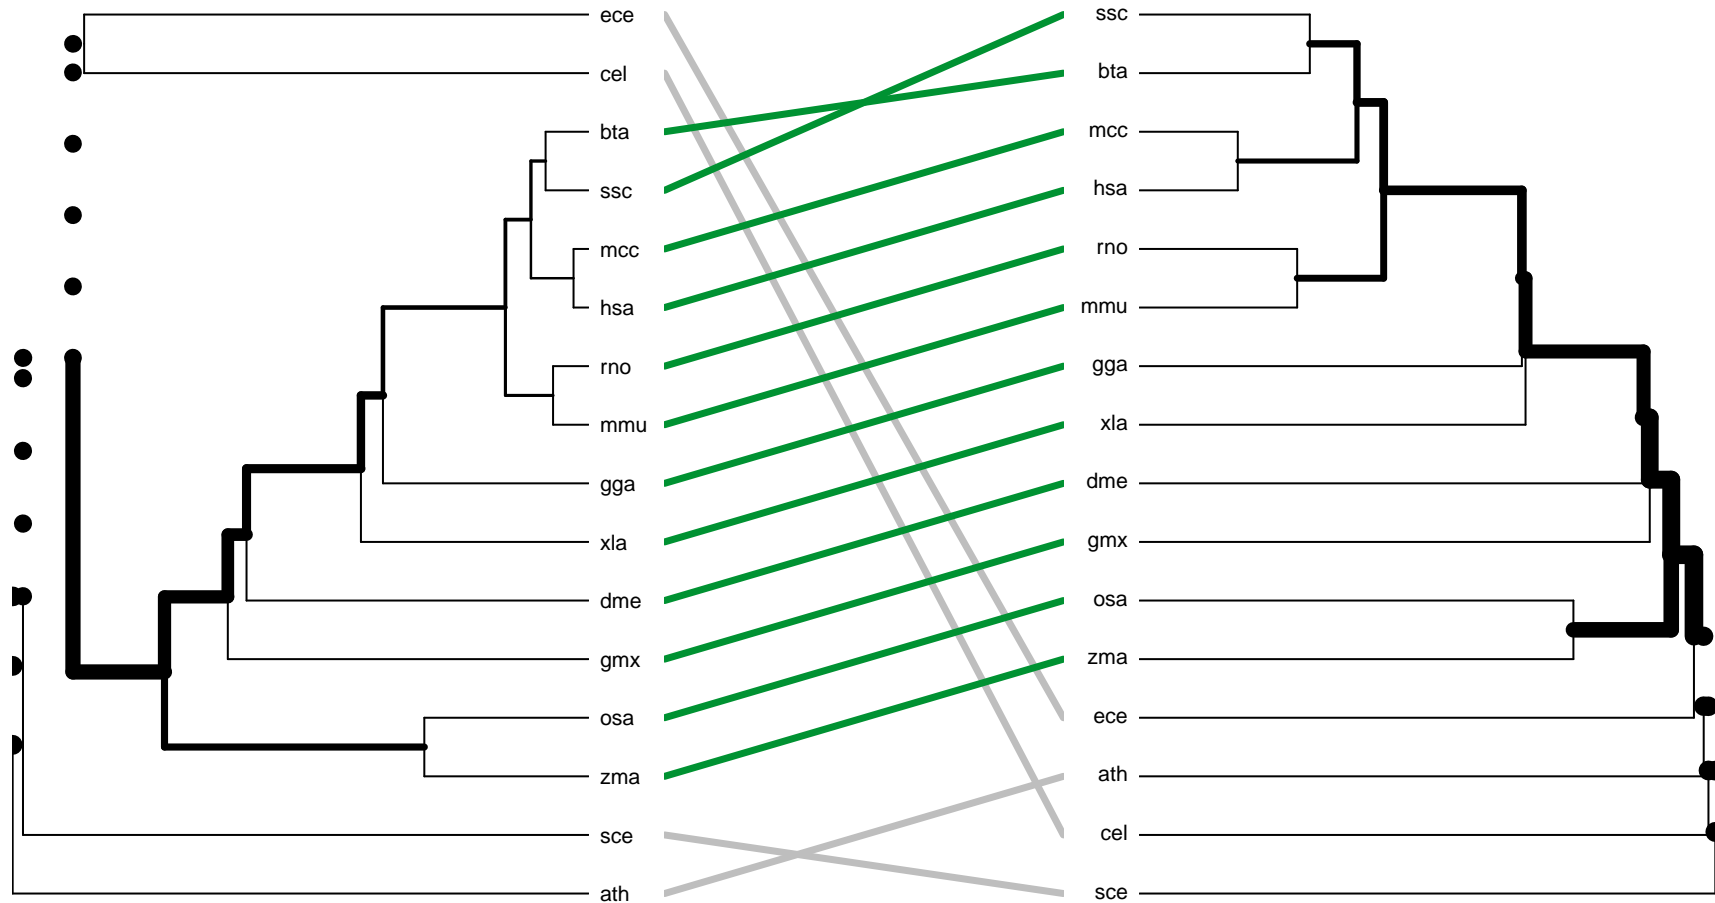 ece
cel
bta
ssc
mcc
hsa
rno
mmu
gga
xla
dme
gmx
osa
zma
sce
ath
ssc
bta
mcc
hsa
rno
mmu
gga
xla
dme
gmx
osa
zma
ece
ath
cel
sce